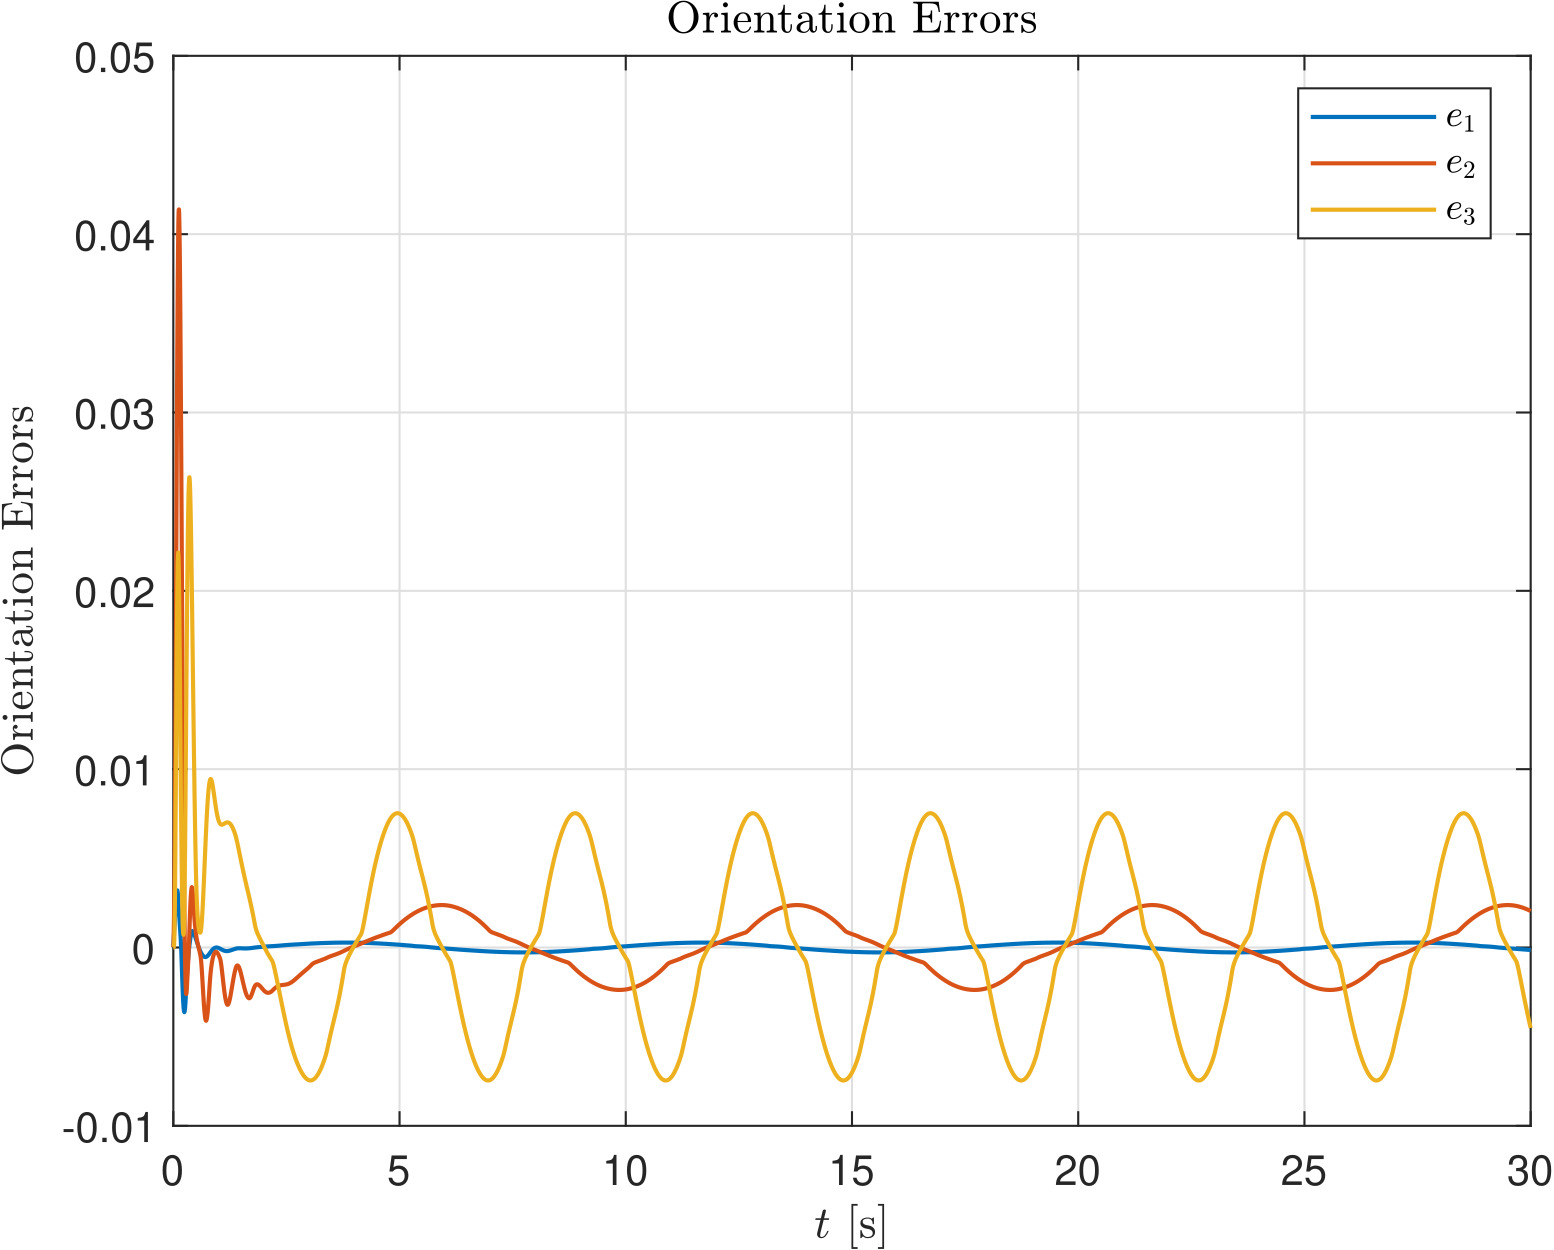 Orientation Errors
0.05
0.04
0.03
0.02
0.01
0
-0.01
Orientation Errors
e1
e2
e3
0 5 10 15 20 25 30
t [s]